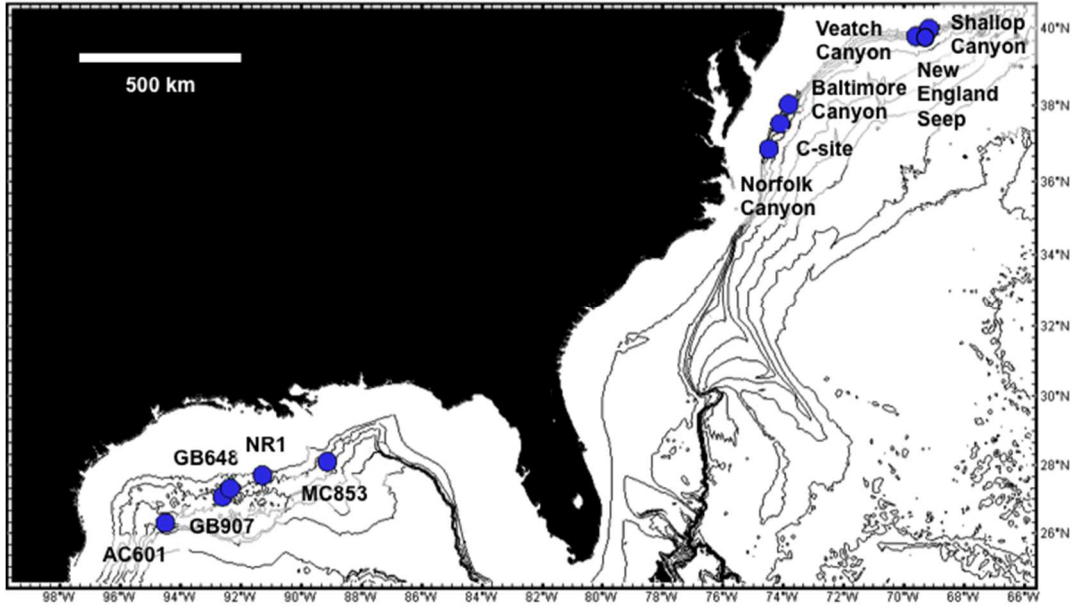 500 km
Veatch
Canyon
Shallop
Canyon
New
England
Seep
Baltimore
Canyon
C-site
Norfolk
Canyon
GB648
NR1
MC853
GB907
AC601
40°N
38°N
36°N
34°N
32°N
30°N
28°N
26°N
98°W
96°W
94°W
92°W
90°W
88°W
86°W
84°W
82°W
80°W
78°W
76°W
74°W
72°W
70°W
68°W
66°W